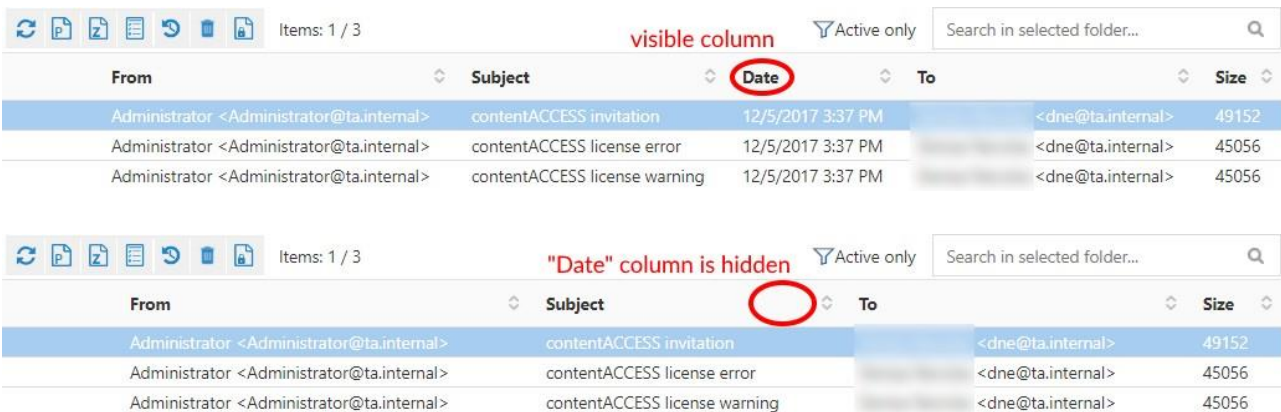 Items: 1 / 3 visible column Active only Search in selected folder...
From Subject Date To Size
Administrator <Administrator@ta.internal> contentACCESS invitation 12/5/2017 3:37 PM <dne@ta.internal> 49152
Administrator <Administrator@ta.internal> contentACCESS license error 12/5/2017 3:37 PM <dne@ta.internal> 45056
Administrator <Administrator@ta.internal> contentACCESS license warning 12/5/2017 3:37 PM <dne@ta.internal> 45056
Items: 1 / 3 "Date" column is hidden Active only Search in selected folder...
From Subject To Size
Administrator <Administrator@ta.internal> contentACCESS invitation <dne@ta.internal> 49152
Administrator <Administrator@ta.internal> contentACCESS license error <dne@ta.internal> 45056
Administrator <Administrator@ta.internal> contentACCESS license warning <dne@ta.internal> 45056